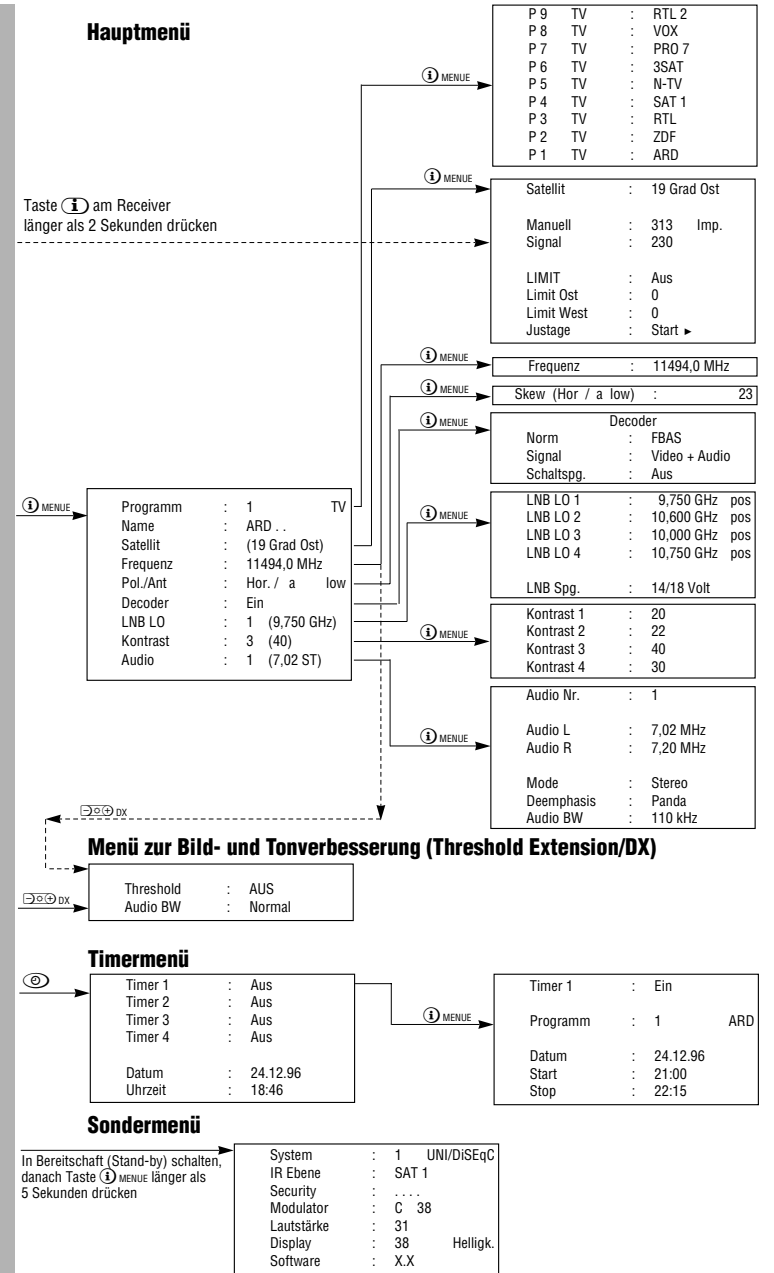 Hauptmenü
P 9 TV : RTL 2
P 8 TV : VOX
P 7 TV : PRO 7
P 6 TV : 3SAT
P 5 TV : N-TV
P 4 TV : SAT 1
P 3 TV : RTL
P 2 TV : ZDF
P 1 TV : ARD
i MENUE
i MENUE
Taste i am Receiver
länger als 2 Sekunden drücken
Satellit : 19 Grad Ost
Manuell : 313 Imp.
Signal : 230
LIMIT : Aus
Limit Ost : 0
Limit West : 0
Justage : Start ►
i MENUE
Frequenz : 11494,0 MHz
i MENUE
Skew (Hor / a low) : 23
i MENUE
Decoder
Norm : FBAS
Signal : Video + Audio
Schaltspg. : Aus
i MENUE
Programm : 1 TV
Name : ARD . .
Satellit : (19 Grad Ost)
Frequenz : 11494,0 MHz
Pol./Ant : Hor. / a low
Decoder : Ein
LNB LO : 1 (9,750 GHz)
Kontrast : 3 (40)
Audio : 1 (7,02 ST)
i MENUE
LNB LO 1 : 9,750 GHz pos
LNB LO 2 : 10,600 GHz pos
LNB LO 3 : 10,000 GHz pos
LNB LO 4 : 10,750 GHz pos
LNB Spg. : 14/18 Volt
i MENUE
Kontrast 1 : 20
Kontrast 2 : 22
Kontrast 3 : 40
Kontrast 4 : 30
i MENUE
Audio Nr. : 1
Audio L : 7,02 MHz
Audio R : 7,20 MHz
Mode : Stereo
Deemphasis : Panda
Audio BW : 110 kHz
DX
Menü zur Bild- und Tonverbesserung (Threshold Extension/DX)
DX
Threshold : AUS
Audio BW : Normal
Timermenü
Timer 1 : Aus
Timer 2 : Aus
Timer 3 : Aus
Timer 4 : Aus
Datum : 24.12.96
Uhrzeit : 18:46
i MENUE
Timer 1 : Ein
Programm : 1 ARD
Datum : 24.12.96
Start : 21:00
Stop : 22:15
Sondermenü
In Bereitschaft (Stand-by) schalten,
danach Taste i MENUE länger als
5 Sekunden drücken
System : 1 UNI/DiSEqC
IR Ebene : SAT 1
Security : . . . .
Modulator : C 38
Lautstärke : 31
Display : 38 Helligk.
Software : X.X